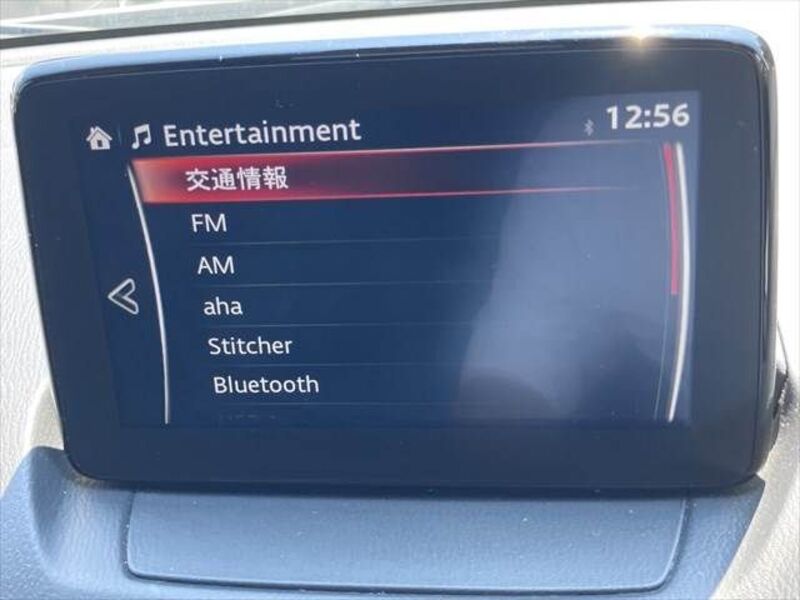 Entertainment
12:56
交通情報
FM
AM
aha
Stitcher
Bluetooth